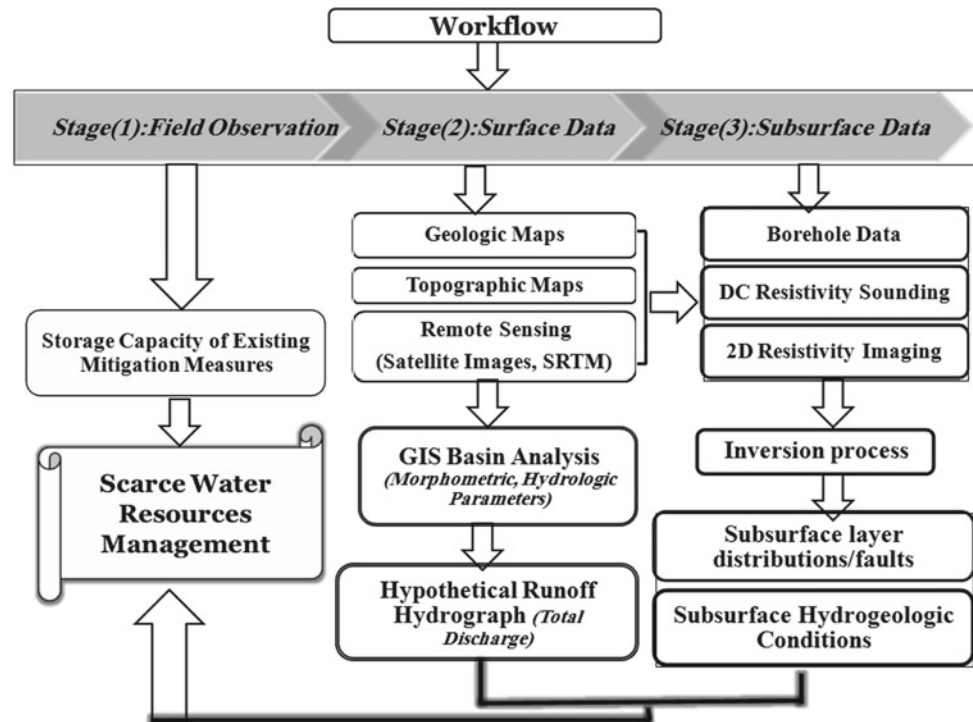 Workflow
Stage(1):Field Observation
Stage(2):Surface Data
Stage(3):Subsurface Data
Storage Capacity of Existing
Mitigation Measures
Scarce Water
Resources
Management
Geologic Maps
Topographic Maps
Remote Sensing
(Satellite Images, SRTM)
GIS Basin Analysis
(Morphometric, Hydrologic
Parameters)
Hypothetical Runoff
Hydrograph (Total
Discharge)
Borehole Data
DC Resistivity Sounding
2D Resistivity Imaging
Inversion process
Subsurface layer
distributions/faults
Subsurface Hydrogeologic
Conditions